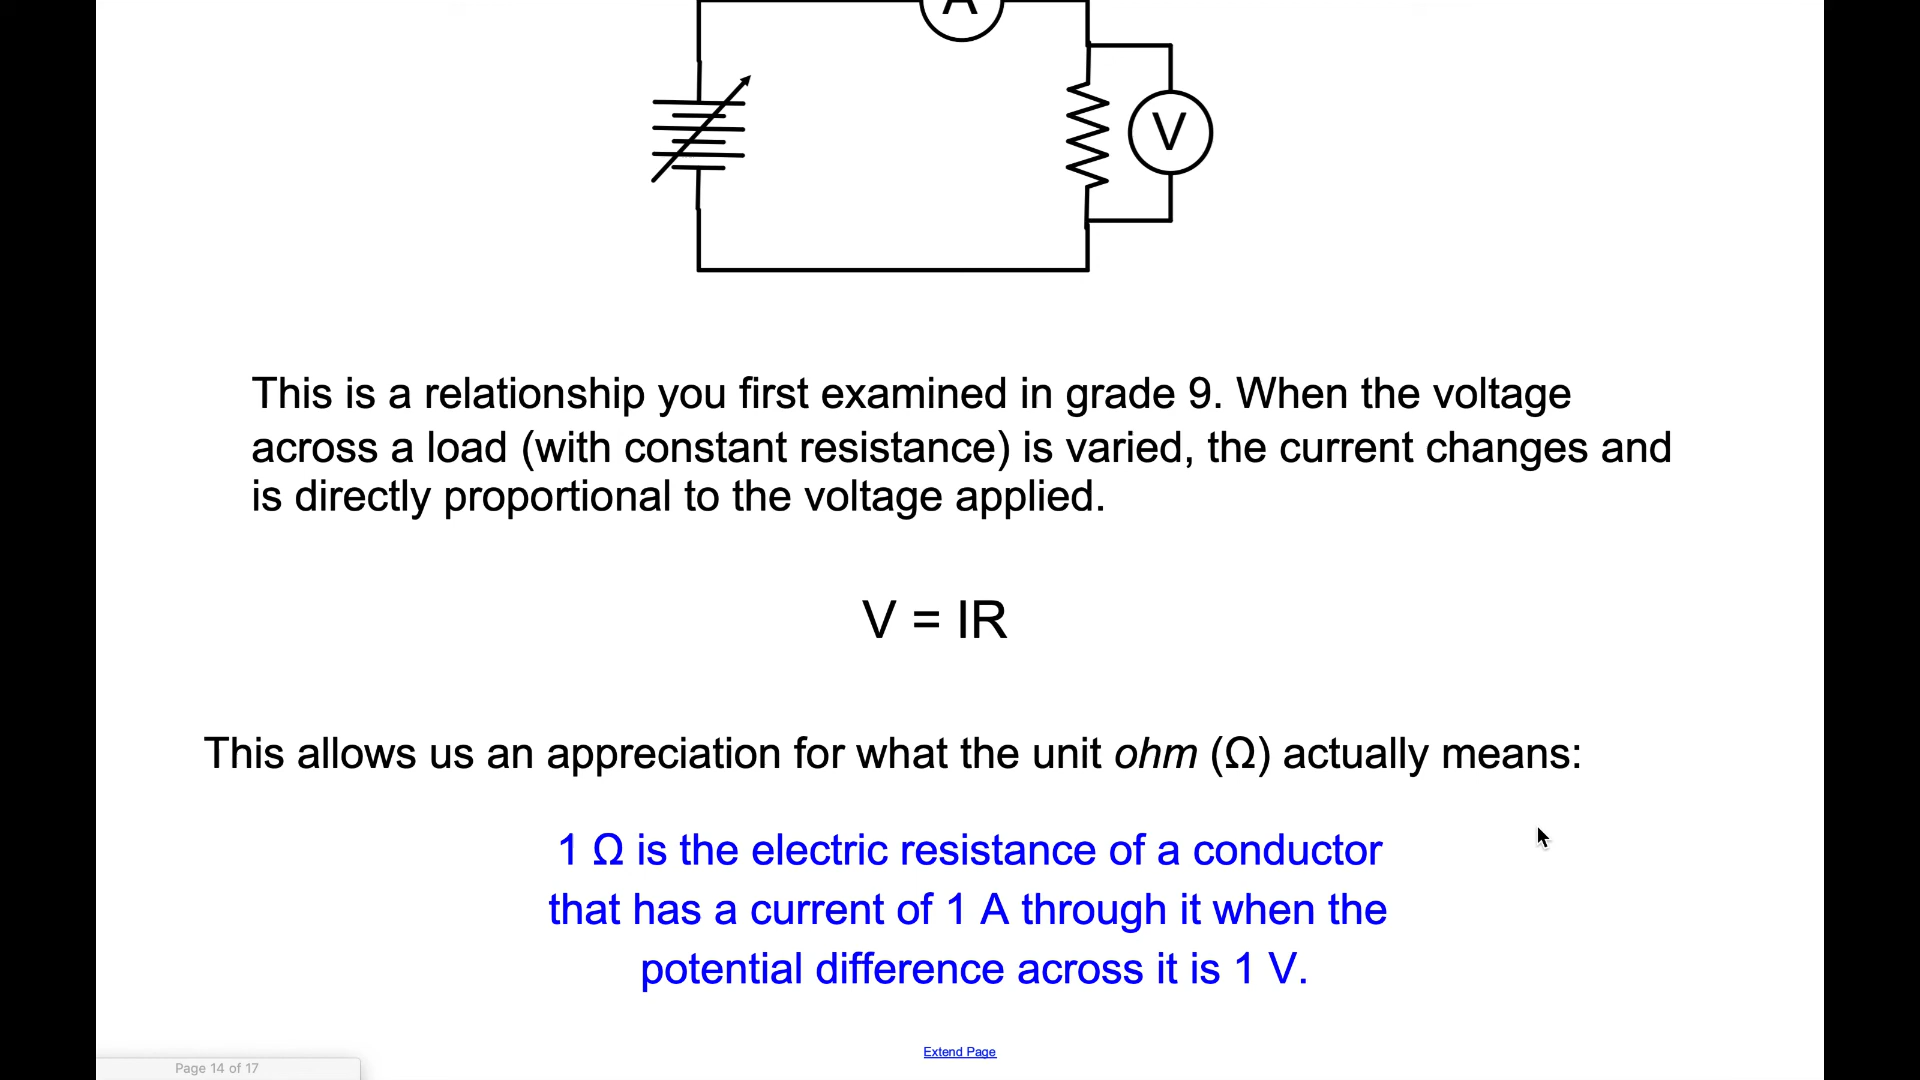 A
V
This is a relationship you first examined in grade 9. When the voltage
across a load (with constant resistance) is varied, the current changes and
is directly proportional to the voltage applied.
V = IR
This allows us an appreciation for what the unit ohm (Ω) actually means:
1 Ω is the electric resistance of a conductor
that has a current of 1 A through it when the
potential difference across it is 1 V.
Extend Page
Page 14 of 17